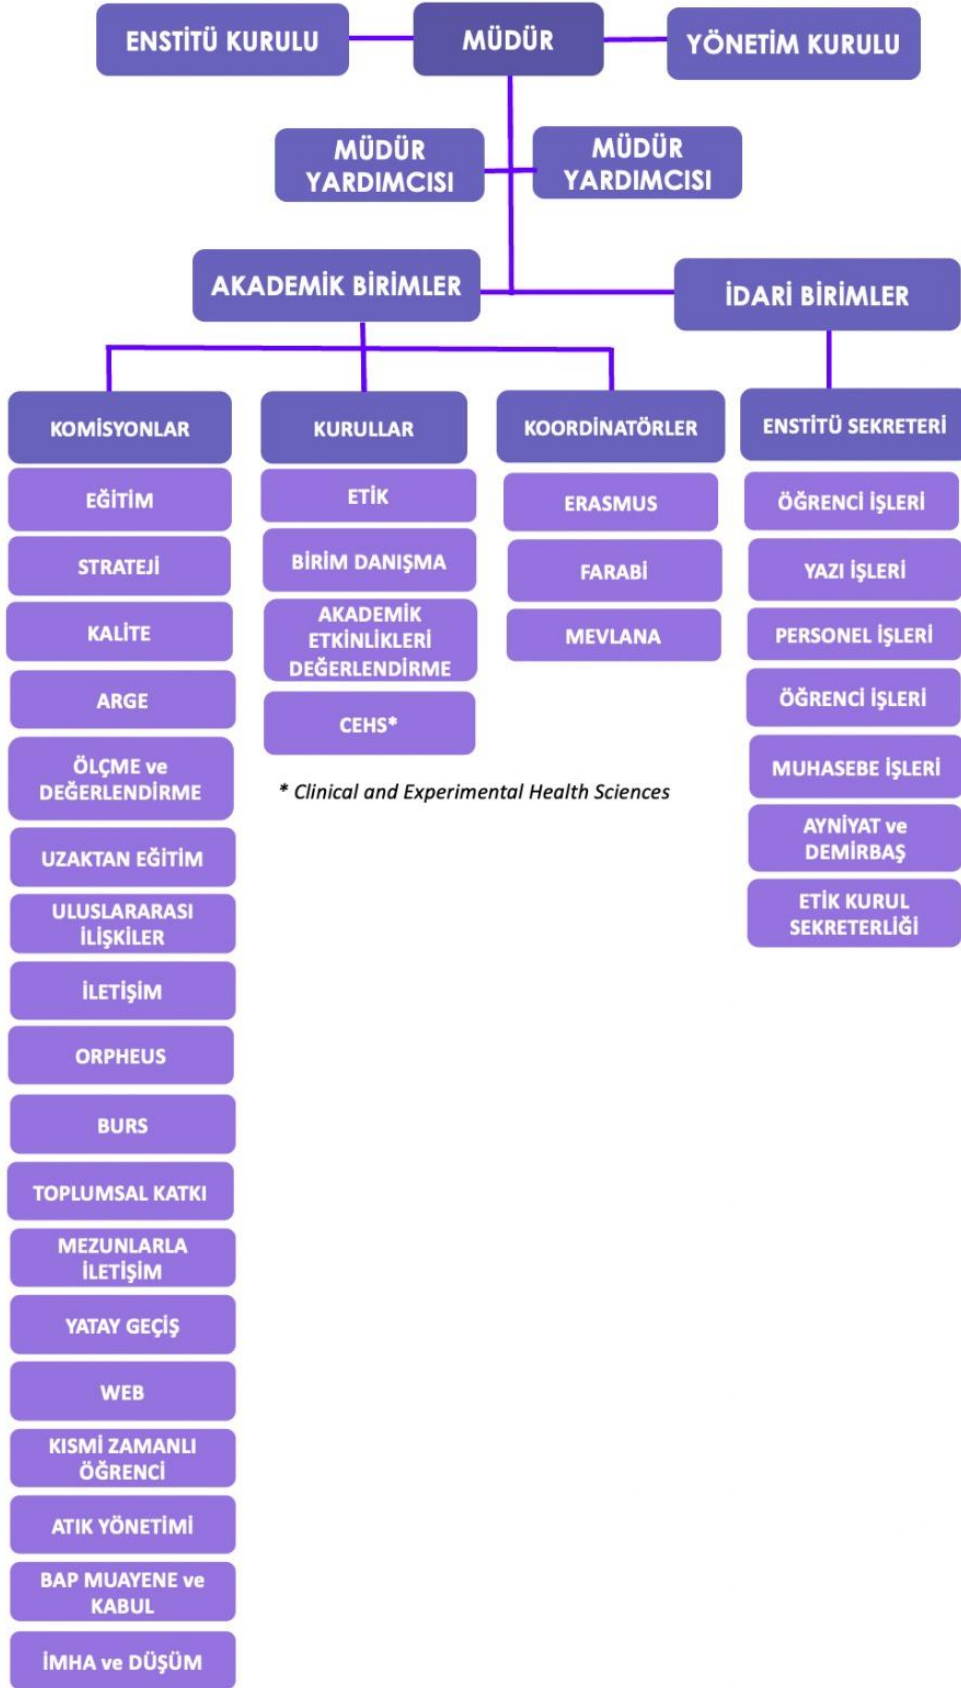 ENSTİTÜ KURULU
MÜDÜR
YÖNETİM KURULU
MÜDÜR
YARDIMCISI
MÜDÜR
YARDIMCISI
AKADEMİK BİRİMLER
İDARİ BİRİMLER
KOMİSYONLAR
EĞİTİM
STRATEJİ
KALİTE
ARGE
ÖLÇME ve
DEĞERLENDİRME
UZAKTAN EĞİTİM
ULUSLARARASI
İLİŞKİLER
İLETİŞİM
ORPHEUS
BURS
TOPLUMSAL KATKI
MEZUNLARLA
İLETİŞİM
YATAY GEÇİŞ
WEB
KISMİ ZAMANLI
ÖĞRENCİ
ATIK YÖNETİMİ
BAP MUAYENE ve
KABUL
İMHA ve DÜŞÜM
KURULLAR
ETİK
BİRİM DANIŞMA
AKADEMİK
ETKİNLİKLERİ
DEĞERLENDİRME
CEHS*
* Clinical and Experimental Health Sciences
KOORDİNATÖRLER
ERASMUS
FARABİ
MEVLANA
ENSTİTÜ SEKRETERİ
ÖĞRENCİ İŞLERİ
YAZI İŞLERİ
PERSONEL İŞLERİ
ÖĞRENCİ İŞLERİ
MUHASEBE İŞLERİ
AYNİYAT ve
DEMİRBAŞ
ETİK KURUL
SEKRETERLİĞİ